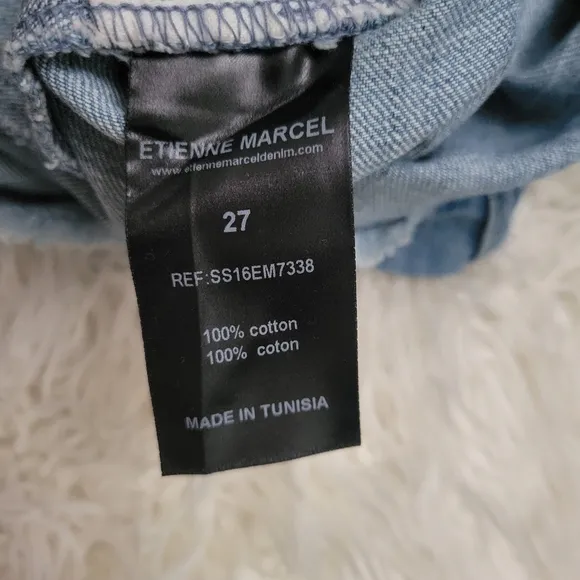 ETIENNE MARCEL
www.etiennemarceldenim.com
27
REF:SS16EM7338
100% cotton
100% coton
MADE IN TUNISIA